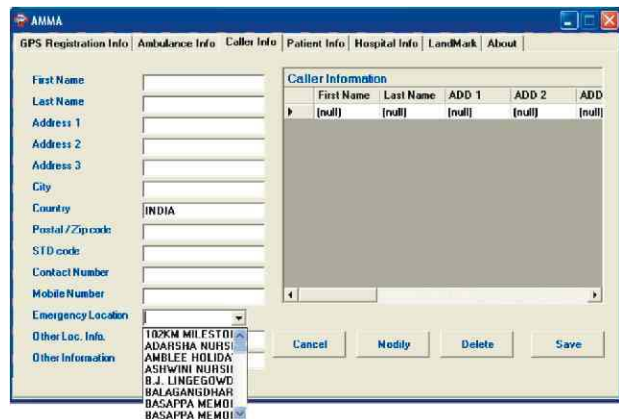 AMMA
GPS Registration Info Ambulance Info Caller Info Patient Info Hospital Info LandMark About
First Name
Last Name
Address 1
Address 2
Address 3
City
Country INDIA
Postal / Zip code
STD code
Contact Number
Mobile Number
Emergency Location
Other Loc. Info.
Other Information
102KM MILESTO
ADARSHA NURS
AMBLEE HOLIDA
ASHWINI NURSI
B.J. LINGEGOWD
BALAGANGDHAR
BASAPPA MEMO
BASAPPA MEMO
Caller Information
First Name Last Name ADD 1 ADD 2 ADD
(null) (null) (null) (null) (null)
Cancel Modify Delete Save